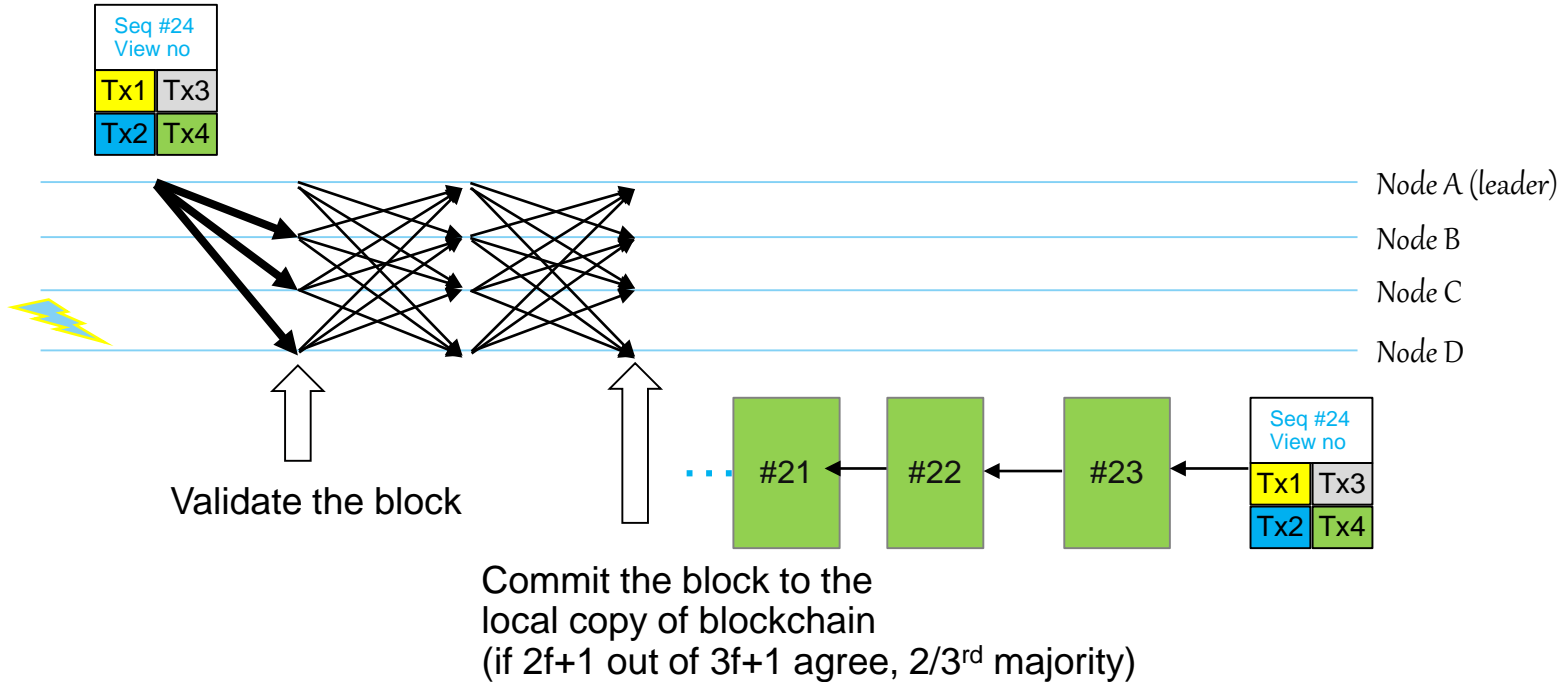 Seq #24
View no
Tx1 Tx3
Tx2 Tx4
Node A (leader)
Node B
Node C
Node D
Validate the block
#21 #22 #23
Seq #24
View no
Tx1 Tx3
Tx2 Tx4
Commit the block to the
local copy of blockchain
(if 2f+1 out of 3f+1 agree, 2/3rd majority)